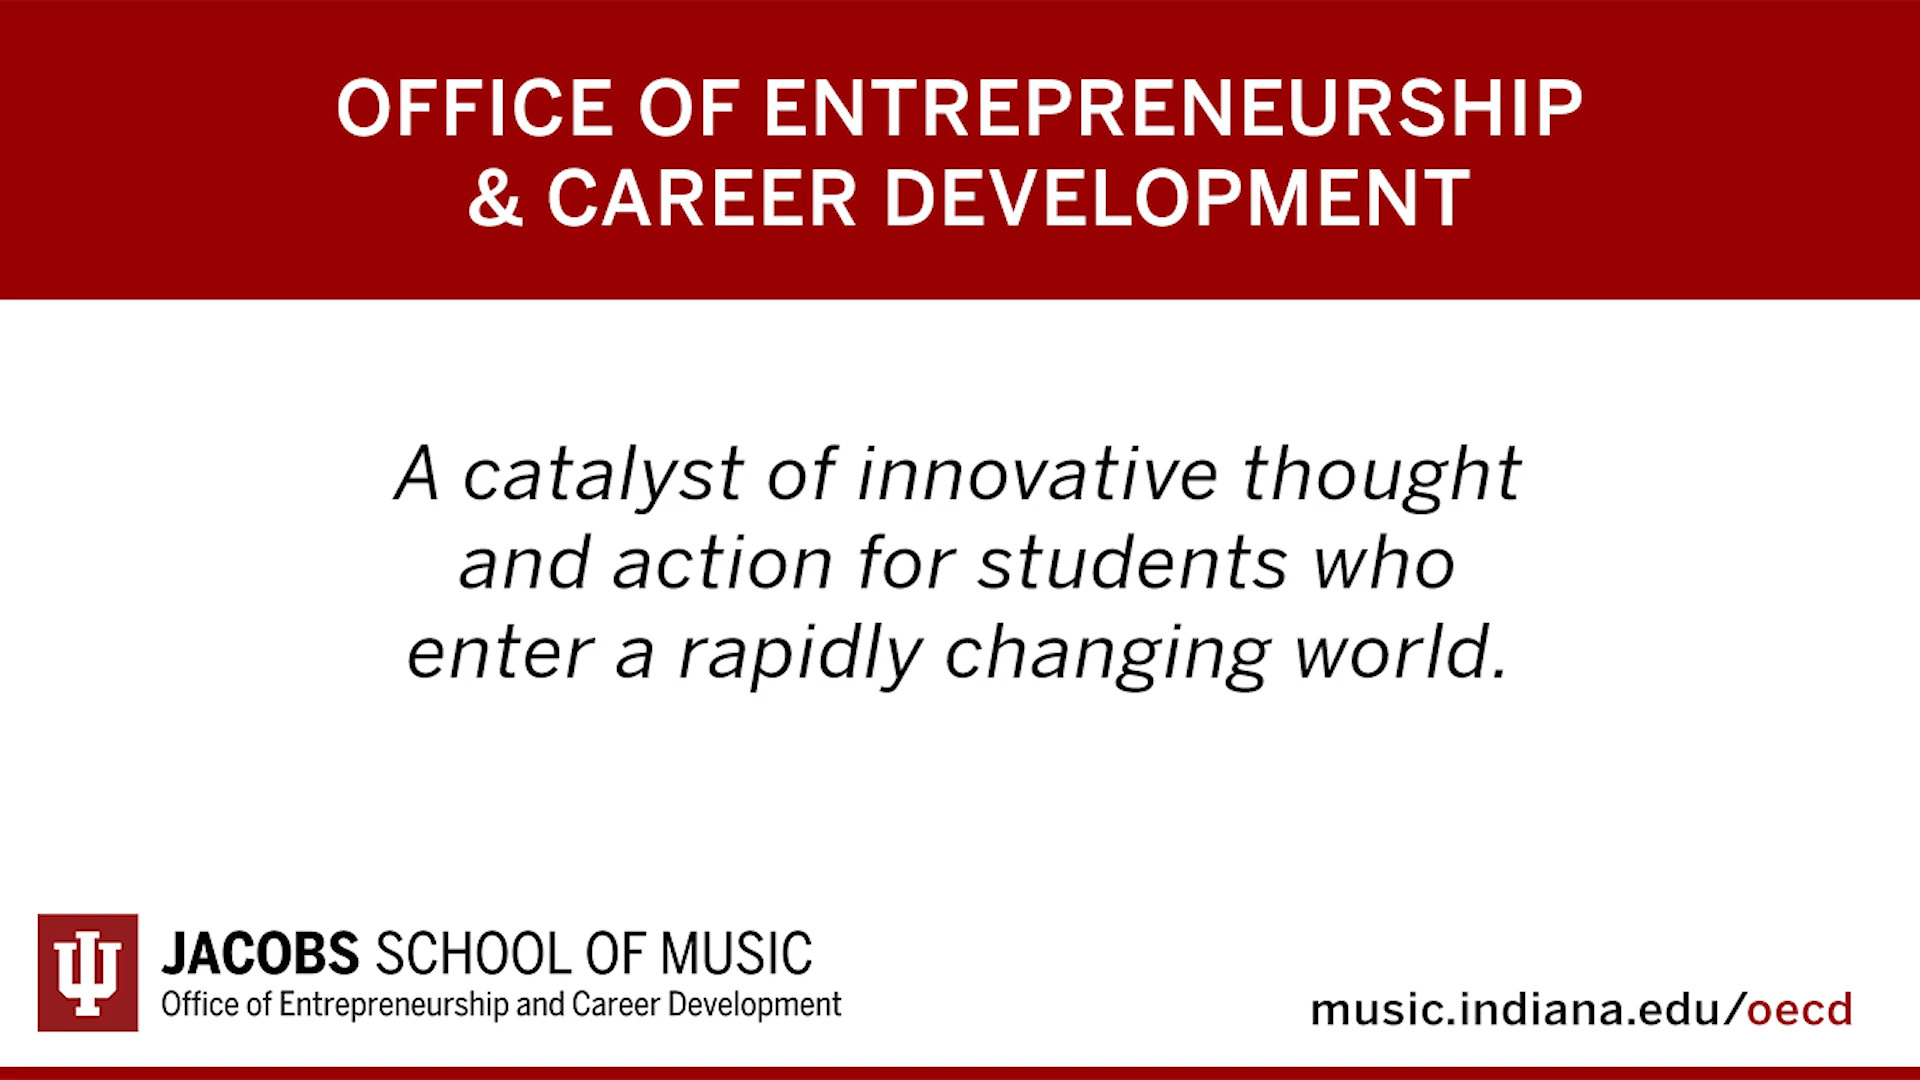 OFFICE OF ENTREPRENEURSHIP
& CAREER DEVELOPMENT
A catalyst of innovative thought
and action for students who
enter a rapidly changing world.
JACOBS SCHOOL OF MUSIC
Office of Entrepreneurship and Career Development
music.indiana.edu/oecd